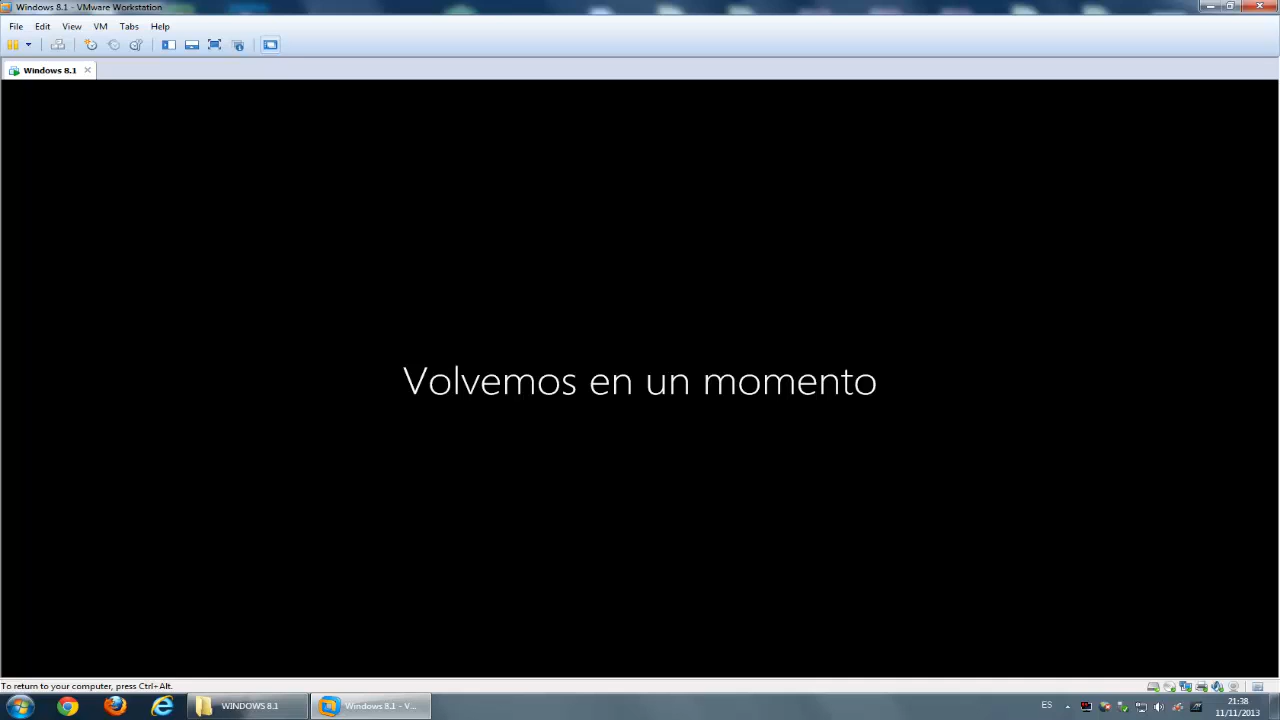 Windows 8.1 - VMware Workstation
File Edit View VM Tabs Help
Windows 8.1
Volvemos en un momento
To return to your computer, press Ctrl+Alt.
WINDOWS 8.1
Windows 8.1 - V...
ES
21:38
11/11/2013